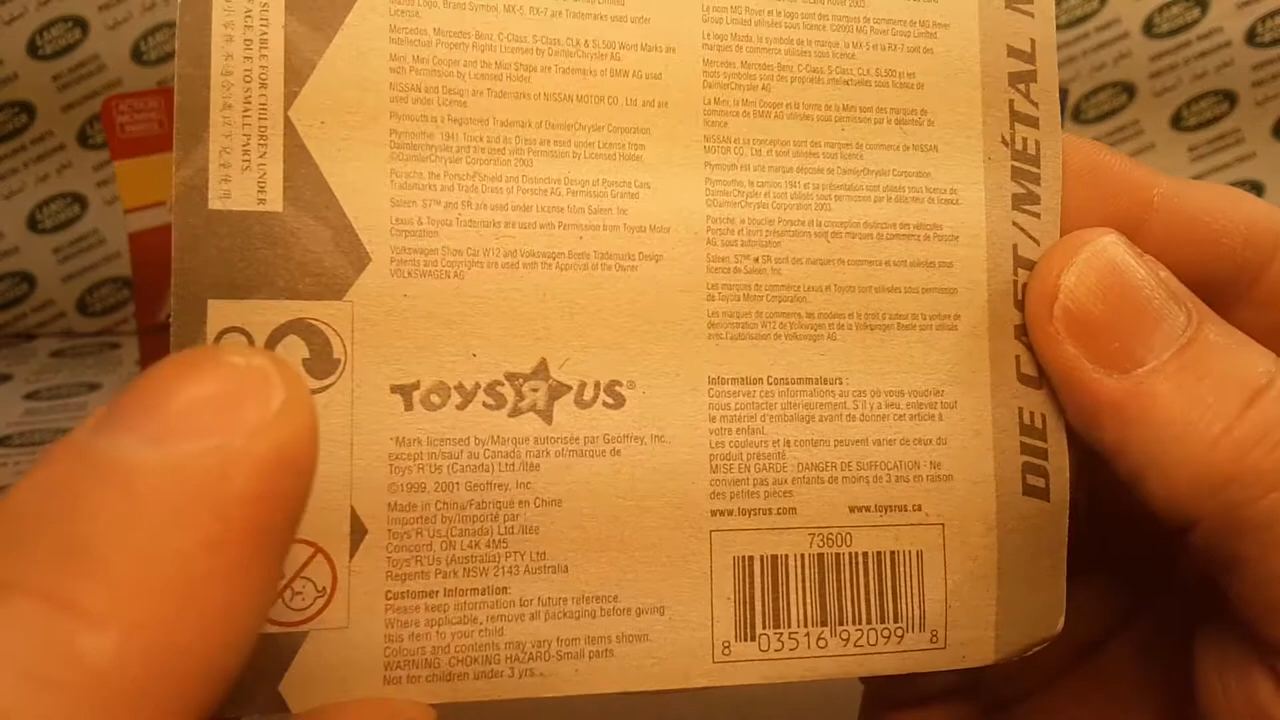 SUITABLE FOR CHILDREN UNDER
AGE, DUE TO SMALL PARTS.
Mazda Logo, Brand Symbol, MX-5, RX-7 are Trademarks used under
License.
Mercedes, Mercedes-Benz, C-Class, S-Class, CLK & SL500 Word Marks are
Intellectual Property Rights Licensed by DaimlerChrysler AG.
Mini, Mini Cooper and the Mini Shape are Trademarks of BMW AG used
with Permission by Licensed Holder.
NISSAN and Design are Trademarks of NISSAN MOTOR CO., Ltd. and are
used under License.
Plymouth is a Registered Trademark of DaimlerChrysler Corporation.
Plymouth® 1941 Truck and its Dress are used under License from
Daimlerchrysler and are used with Permission by Licensed Holder.
©DaimlerChrysler Corporation 2003
Porsche, the Porsche Shield and Distinctive Design of Porsche Cars
Trademarks and Trade Dress of Porsche AG, Permission Granted
Saleen, S7™ and SR are used under License from Saleen, Inc
Lexus & Toyota Trademarks are used with Permission from Toyota Motor
Corporation.
Volkswagen Show Car W12 and Volkswagen Beetle Trademarks Design
Patents and Copyrights are used with the Approval of the Owner
VOLKSWAGEN AG
TOYS R US®
*Mark licensed by/Marque autorisée par Geoffrey, Inc.,
except in/sauf au Canada mark of/marque de
Toys"R"Us (Canada) Ltd./ltée
©1999, 2001 Geoffrey, Inc.
Made in China/Fabriqué en Chine
Imported by/Importé par :
Toys"R"Us (Canada) Ltd./ltée
Concord, ON L4K 4M5
Toys"R"Us (Australia) PTY Ltd.
Regents Park NSW 2143 Australia
Customer Information:
Please keep information for future reference.
Where applicable, remove all packaging before giving
this item to your child.
Colours and contents may vary from items shown.
WARNING:-CHOKING HAZARD-Small parts.
Not for children under 3 yrs.
Le nom MG Rover et le logo sont des marques de commerce de MG Rover
Group Limited utilisées sous licence. ©2003 MG Rover Group Limited.
Le logo Mazda, le symbole de la marque, la MX-5 et la RX-7 sont des
marques de commerce utilisées sous licence.
Mercedes, Mercedes-Benz, C-Class, S-Class, CLK, SL500 et les
mots-symboles sont des propriétés intellectuelles sous licence de
DaimlerChrysler AG.
La Mini, la Mini Cooper et la forme de la Mini sont des marques de
commerce de BMW AG utilisées sous permission par le détenteur de
licence.
NISSAN et sa conception sont des marques de commerce de NISSAN
MOTOR CO., Ltd. et sont utilisées sous licence.
Plymouth est une marque déposée de DaimlerChrysler Corporation.
Plymouth®, le camion 1941 et sa présentation sont utilisés sous licence de
DaimlerChrysler et sont utilisés sous permission par le détenteur de licence.
©DaimlerChrysler Corporation 2003.
Porsche, le bouclier Porsche et la conception distinctive des véhicules
Porsche et leurs présentations sont des marques de commerce de Porsche
AG, sous autorisation.
Saleen, S7™ et SR sont des marques de commerce et sont utilisés sous
licence de Saleen, Inc.
Les marques de commerce Lexus et Toyota sont utilisées sous permission
de Toyota Motor Corporation.
Les marques de commerce, les modèles et le droit d'auteur de la voiture de
démonstration W12 de Volkswagen et de la Volkswagen Beetle sont utilisés
avec l'autorisation de Volkswagen AG.
Information Consommateurs :
Conservez ces informations au cas où vous voudriez
nous contacter ultérieurement. S'il y a lieu, enlevez tout
le matériel d'emballage avant de donner cet article à
votre enfant.
Les couleurs et le contenu peuvent varier de ceux du
produit présenté.
MISE EN GARDE : DANGER DE SUFFOCATION - Ne
convient pas aux enfants de moins de 3 ans en raison
des petites pièces.
www.toysrus.com www.toysrus.ca
73600
8 03516 92099 8
DIE CAST/MÉTAL M
LAND ROVER